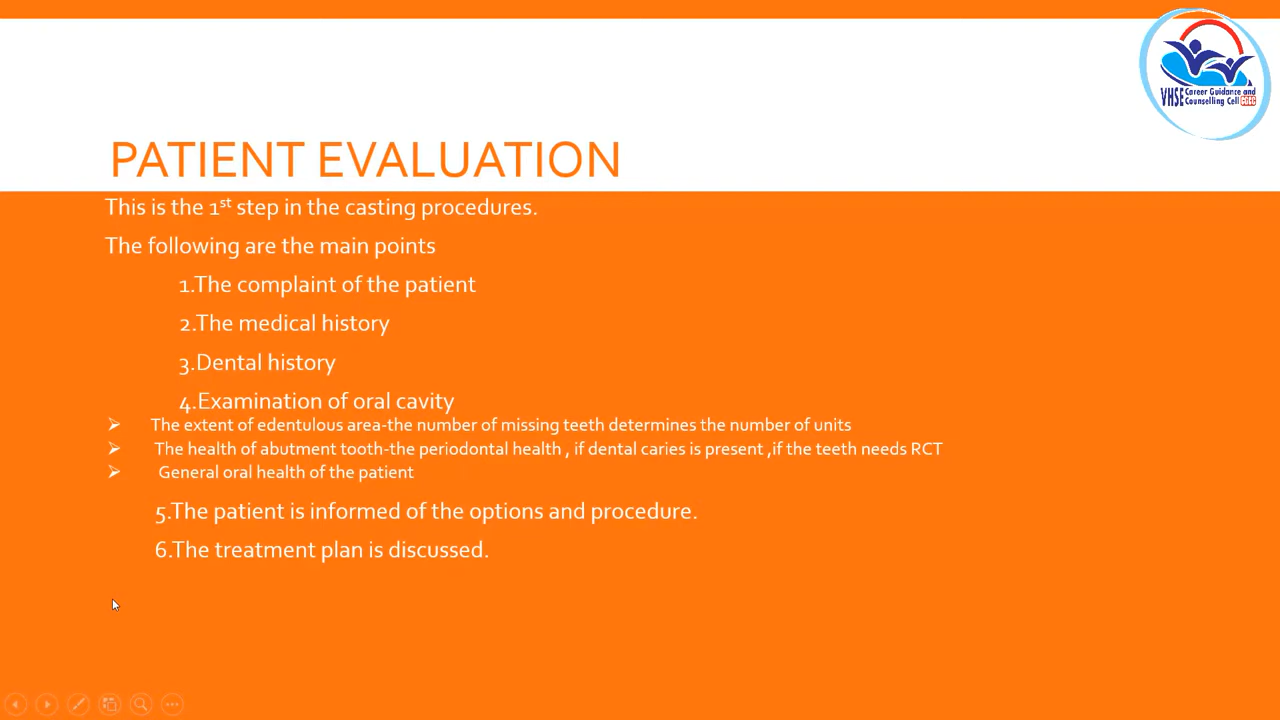 VHSE Career Guidance and
Counselling Cell CGCC
PATIENT EVALUATION
This is the 1st step in the casting procedures.
The following are the main points
1.The complaint of the patient
2.The medical history
3.Dental history
4.Examination of oral cavity
➢ The extent of edentulous area-the number of missing teeth determines the number of units
➢ The health of abutment tooth-the periodontal health , if dental caries is present ,if the teeth needs RCT
➢ General oral health of the patient
5.The patient is informed of the options and procedure.
6.The treatment plan is discussed.